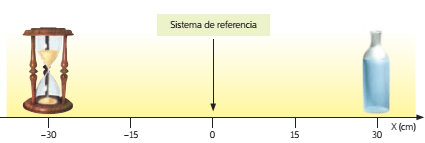 Sistema de referencia
–30
–15
0
15
30
X (cm)